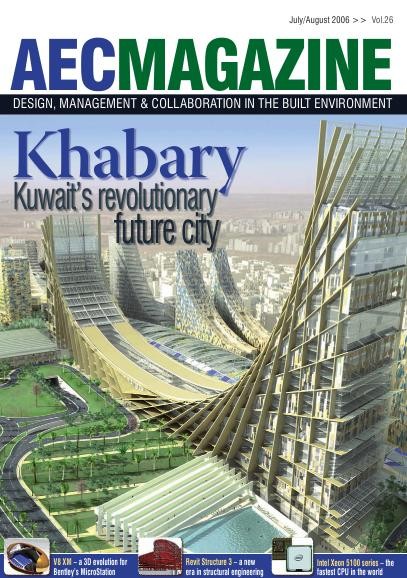 July/August 2006 >> Vol.26
AECMAGAZINE
DESIGN, MANAGEMENT & COLLABORATION IN THE BUILT ENVIRONMENT
Khabary
Kuwait's revolutionary
future city
V8 XM – a 3D evolution for
Bentley's MicroStation
Revit Structure 3 – a new
era in structural engineering
Intel Xeon 5100 series – the
fastest CPU in the world